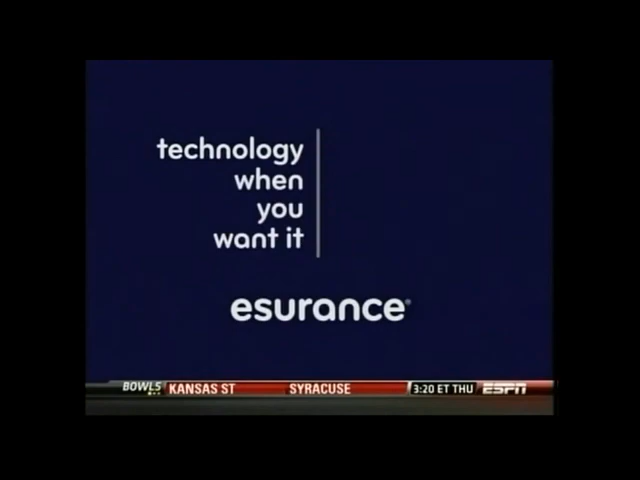 technology
when
you
want it
esurance®
BOWLS KANSAS ST SYRACUSE 3:20 ET THU ESPN